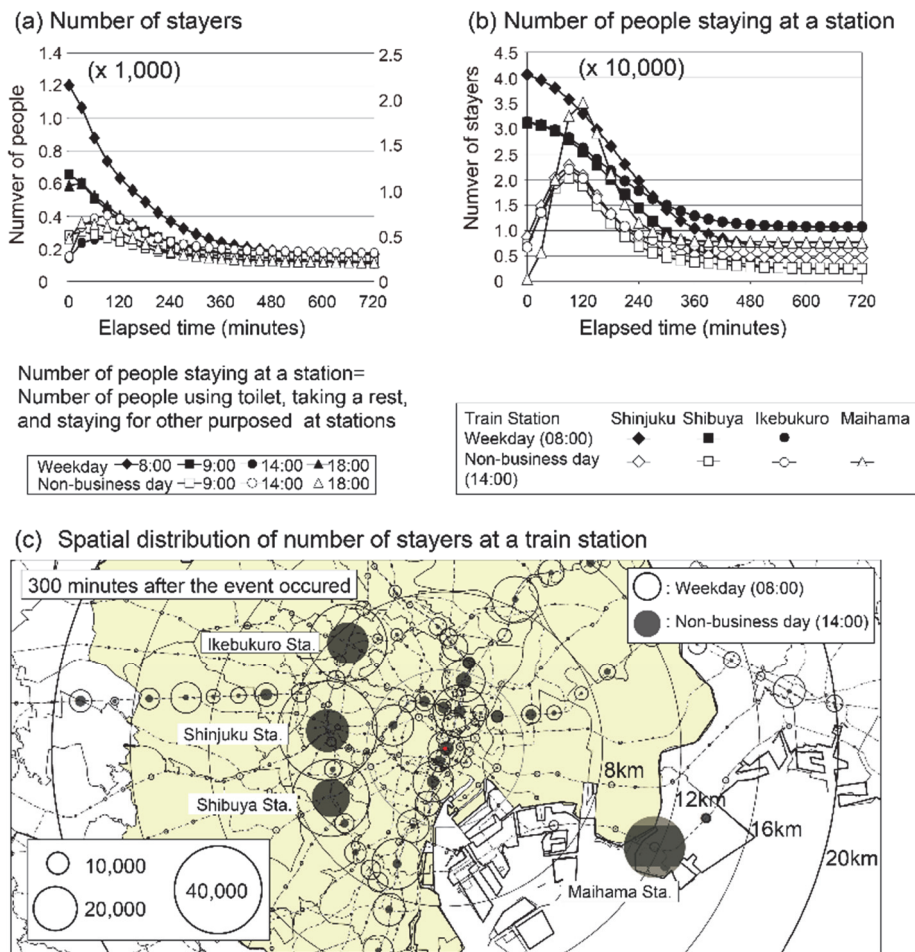 (a) Number of stayers
(x 1,000)
Numver of people
1.4
1.2
1.0
0.8
0.6
0.4
0.2
0
2.5
2.0
1.5
1.0
0.5
0
0 120 240 360 480 600 720
Elapsed time (minutes)
(b) Number of people staying at a station
(x 10,000)
Numver of stayers
4.5
4.0
3.5
3.0
2.5
2.0
1.5
1.0
0.5
0
0 120 240 360 480 600 720
Elapsed time (minutes)
Number of people staying at a station=
Number of people using toilet, taking a rest,
and staying for other purposed at stations
Weekday 8:00 9:00 14:00 18:00
Non-business day 9:00 14:00 18:00
Train Station Shinjuku Shibuya Ikebukuro Maihama
Weekday (08:00)
Non-business day
(14:00)
(c) Spatial distribution of number of stayers at a train station
300 minutes after the event occured
: Weekday (08:00)
: Non-business day (14:00)
Ikebukuro Sta.
Shinjuku Sta.
Shibuya Sta.
8km
12km
16km
20km
Maihama Sta.
10,000
20,000
40,000